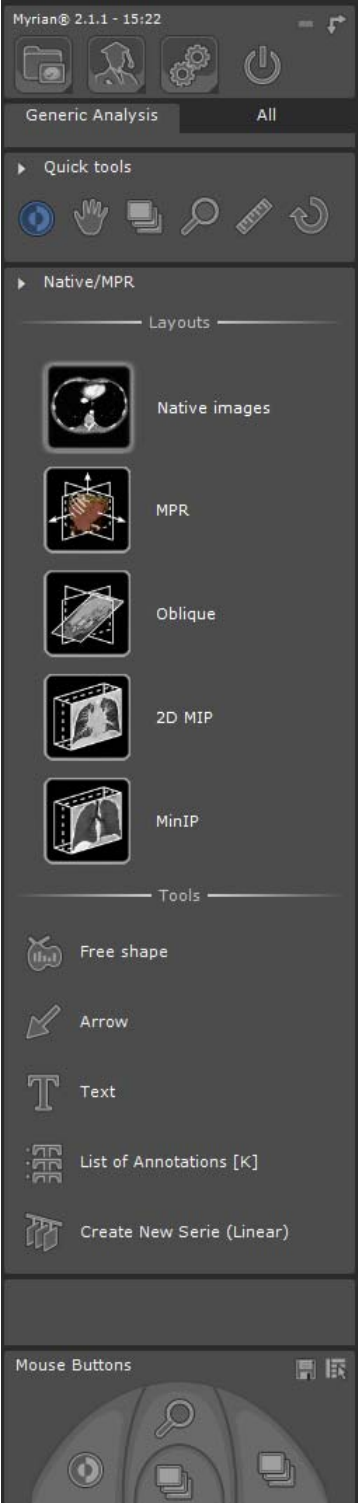 Myrian® 2.1.1 - 15:22
Generic Analysis All
Quick tools
Native/MPR
Layouts
Native images
MPR
Oblique
2D MIP
MinIP
Tools
Free shape
Arrow
Text
List of Annotations [K]
Create New Serie (Linear)
Mouse Buttons